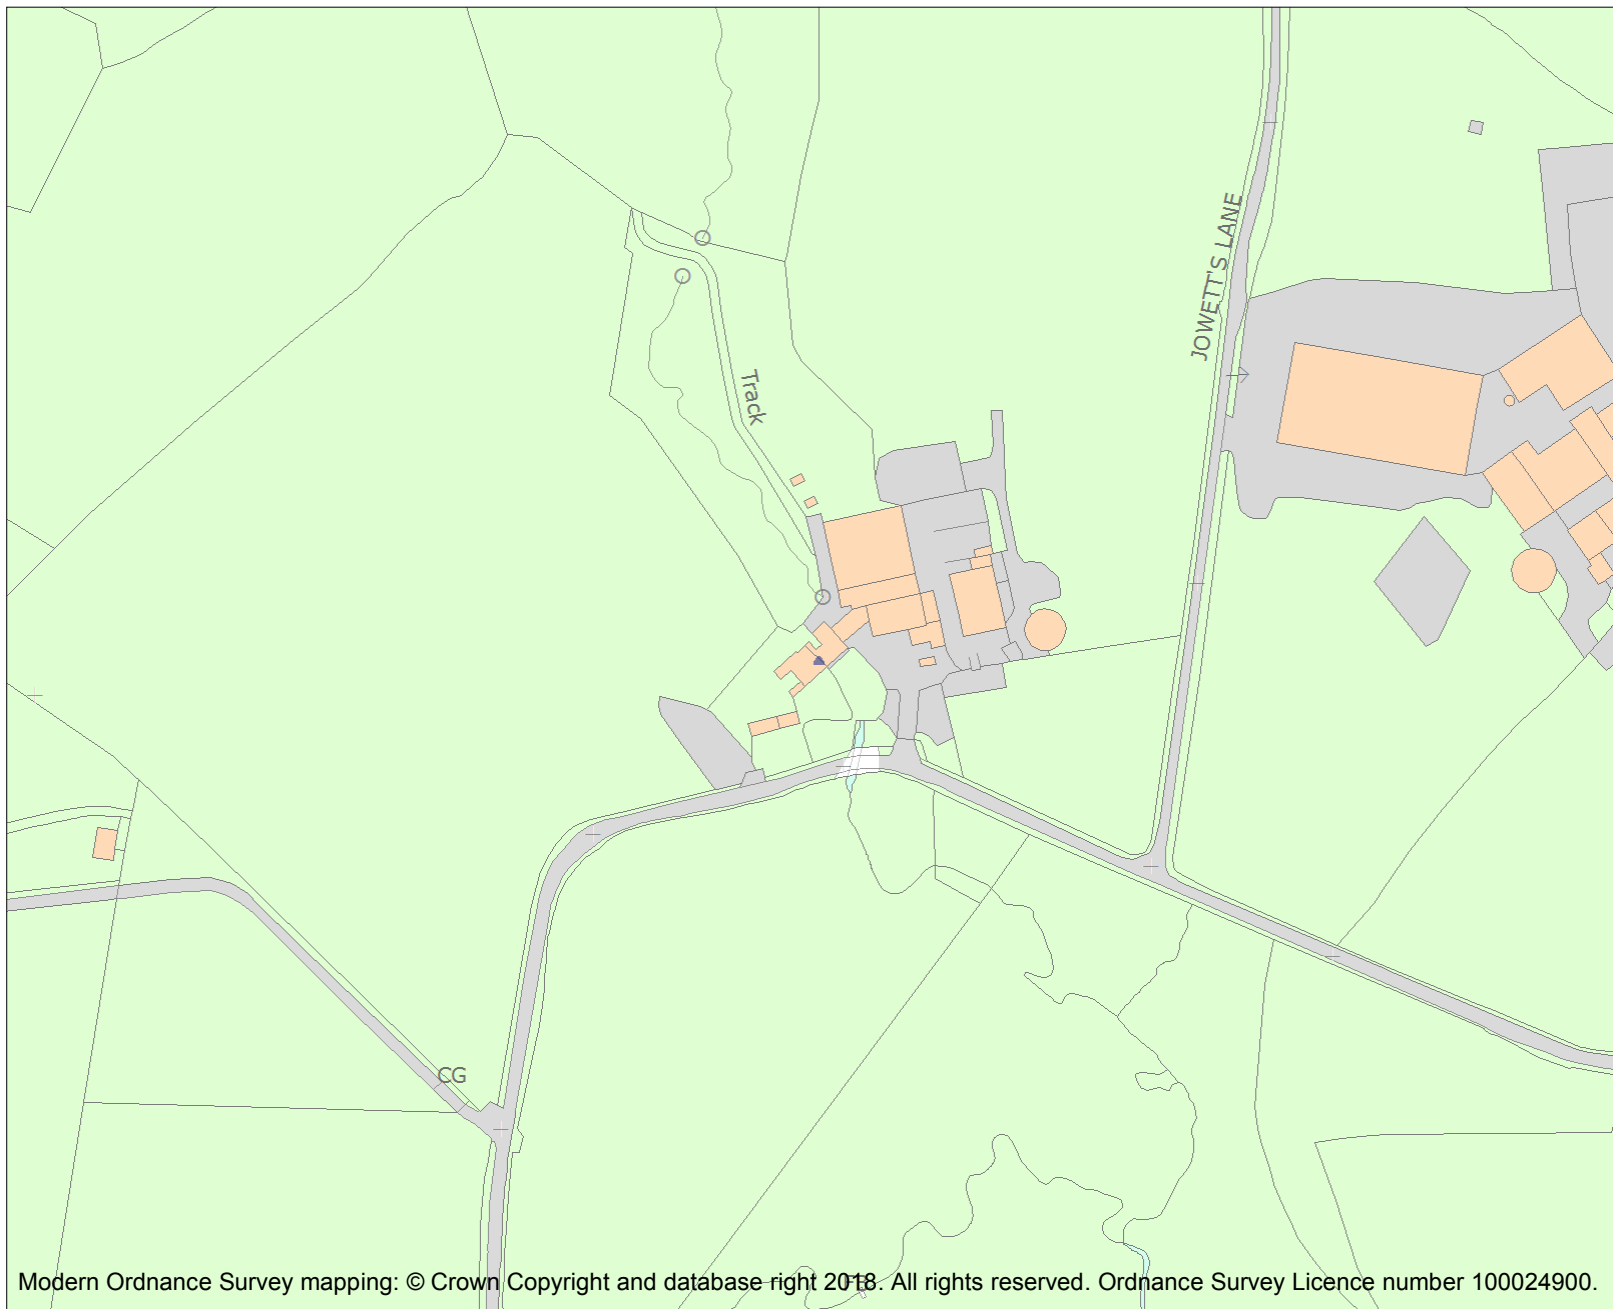 JOWETT'S LANE
Track
CG
FB
Modern Ordnance Survey mapping: © Crown Copyright and database right 2018. All rights reserved. Ordnance Survey Licence number 100024900.